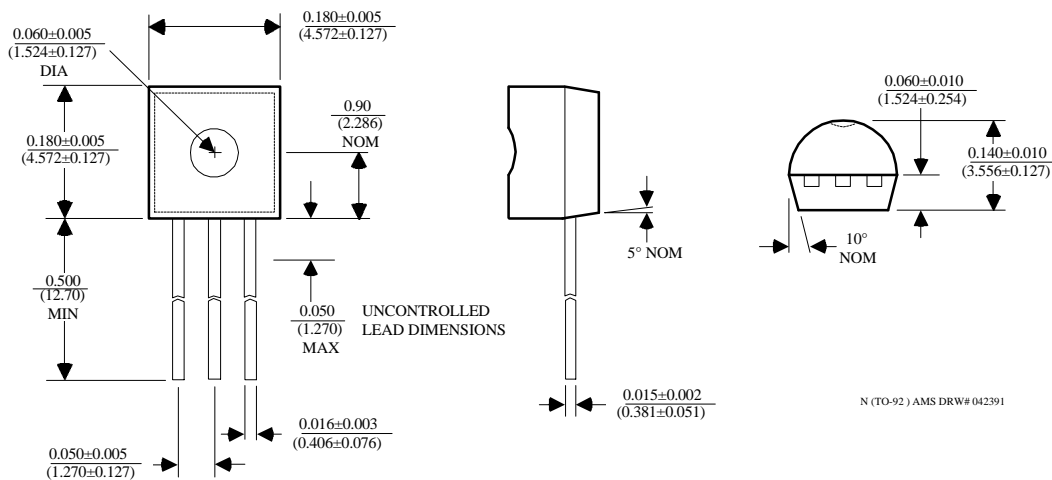 0.180±0.005
(4.572±0.127)
0.060±0.005
(1.524±0.127)
DIA
0.180±0.005
(4.572±0.127)
0.90
(2.286)
NOM
0.060±0.010
(1.524±0.254)
0.140±0.010
(3.556±0.127)
5° NOM
10°
NOM
0.500
(12.70)
MIN
0.050
(1.270)
MAX
UNCONTROLLED
LEAD DIMENSIONS
0.016±0.003
(0.406±0.076)
0.015±0.002
(0.381±0.051)
0.050±0.005
(1.270±0.127)
N (TO-92 ) AMS DRW# 042391